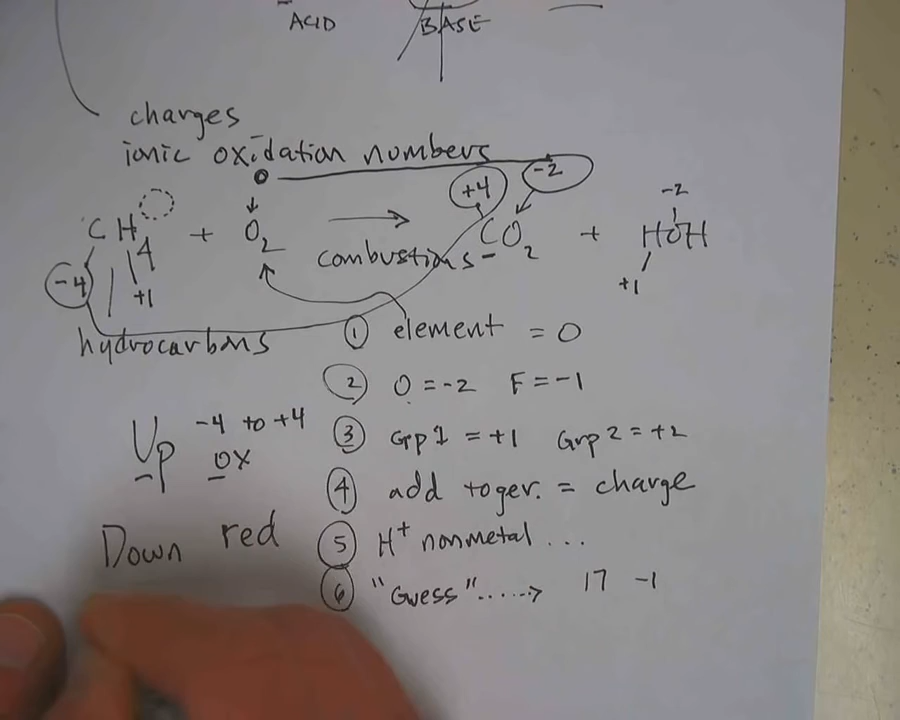 ACID BASE
charges
ionic oxidation numbers
0 +4 -2 -2
CH4 + O2 → CO2 + HOH
combustion
-4 +1 +1
hydrocarbons
① element = 0
② O = -2 F = -1
③ Grp 1 = +1 Grp 2 = +2
④ add toger. = charge
⑤ H+ nonmetal ...
⑥ "Guess".....→ 17 -1
Up -4 to +4
ox
Down red